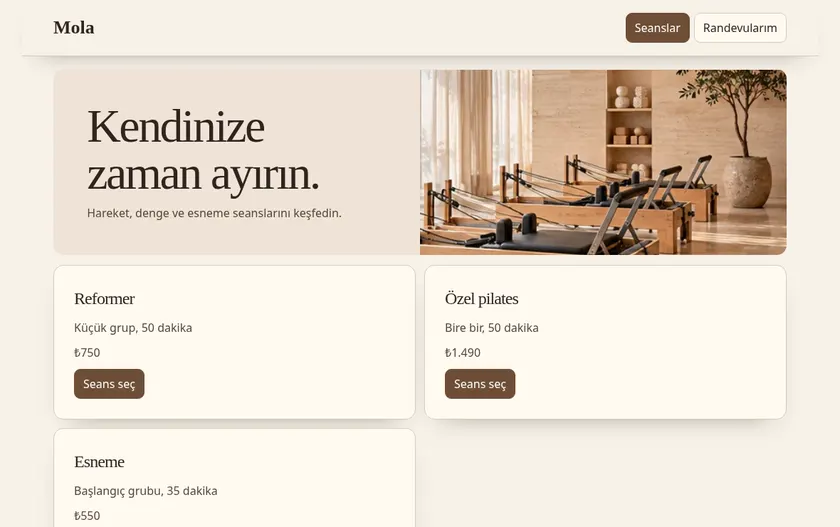 Mola
Seanslar
Randevularım
Kendinize
zaman ayırın.
Hareket, denge ve esneme seanslarını keşfedin.
Reformer
Küçük grup, 50 dakika
₺750
Seans seç
Özel pilates
Bire bir, 50 dakika
₺1.490
Seans seç
Esneme
Başlangıç grubu, 35 dakika
₺550